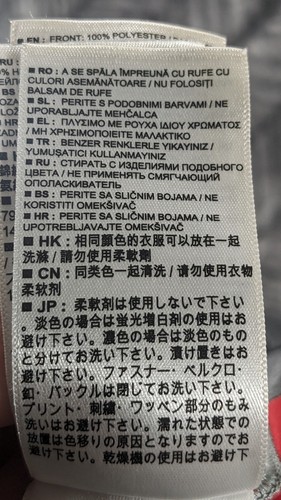 EN : FRONT: 100% POLYESTER /
RO : A SE SPĂLA ÎMPREUNĂ CU RUFE CU
CULORI ASEMĂNATOARE / NU FOLOSIȚI
BALSAM DE RUFE
SL : PERITE S PODOBNIMI BARVAMI / NE
UPORABLJAJTE MEHČALCA
EL : ΠΛΥΣΙΜΟ ΜΕ ΡΟΥΧΑ ΙΔΙΟΥ ΧΡΩΜΑΤΟΣ
/ ΜΗ ΧΡΗΣΙΜΟΠΟΙΕΙΤΕ ΜΑΛΑΚΤΙΚΟ
TR : BENZER RENKLERLE YIKAYINIZ /
YUMUŞATICI KULLANMAYINIZ
RU : СТИРАТЬ С ИЗДЕЛИЯМИ ПОДОБНОГО
ЦВЕТА / НЕ ПРИМЕНЯТЬ СМЯГЧАЮЩИЙ
ОПОЛАСКИВАТЕЛЬ
BS : PERITE SA SLIČNIM BOJAMA / NE
KORISTITI OMEKŠIVAČ
HR : PERITE SA SLIČNIM BOJAMA / NE
UPOTREBLJAVAJTE OMEKŠIVAČ
HK : 相同顏色的衣服可以放在一起
洗滌 / 請勿使用柔軟劑
CN : 同类色一起清洗 / 请勿使用衣物
柔软剂
JP : 柔軟剤は使用しないで下さい
。淡色の場合は蛍光増白剤の使用はお
避け下さい。濃色の場合は淡色のもの
と分けてお洗い下さい。漬け置きはお
避け下さい。ファスナー・ベルクロ・
釦・バックルは閉じてお洗い下さい。
プリント・刺繍・ワッペン部分のもみ
洗いはお避け下さい。濡れた状態での
放置は色移りの原因となりますのでお
避け下さい。乾燥機の使用はお避け下